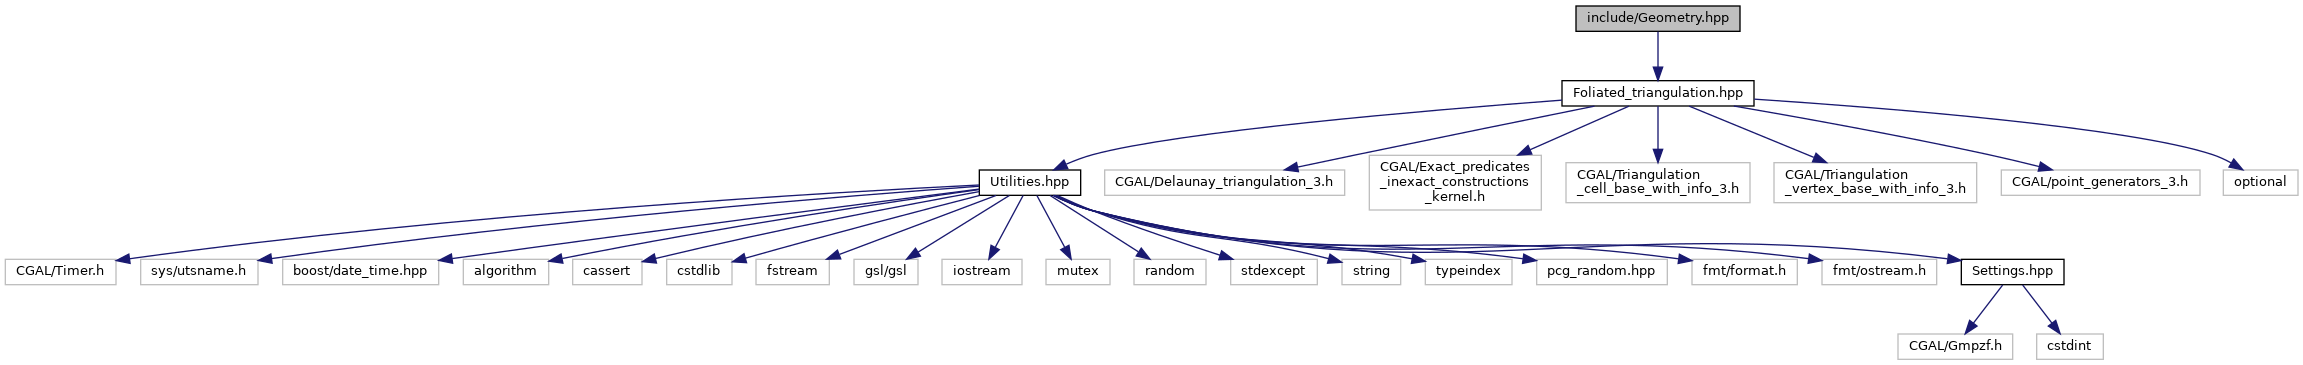 include/Geometry.hpp
Foliated_triangulation.hpp
Utilities.hpp
CGAL/Delaunay_triangulation_3.h
CGAL/Exact_predicates
_inexact_constructions
_kernel.h
CGAL/Triangulation
_cell_base_with_info_3.h
CGAL/Triangulation
_vertex_base_with_info_3.h
CGAL/point_generators_3.h
optional
CGAL/Timer.h
sys/utsname.h
boost/date_time.hpp
algorithm
cassert
cstdlib
fstream
gsl/gsl
iostream
mutex
random
stdexcept
string
typeindex
pcg_random.hpp
fmt/format.h
fmt/ostream.h
Settings.hpp
CGAL/Gmpzf.h
cstdint